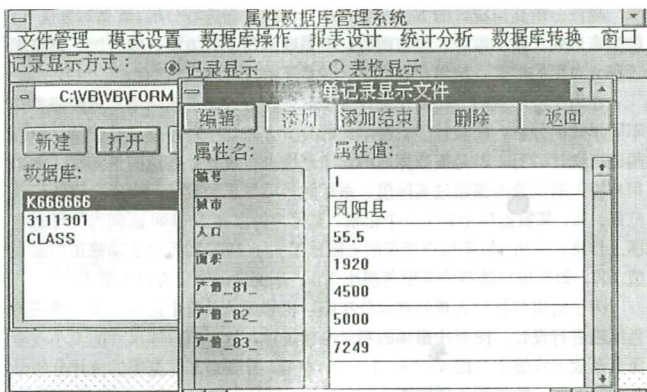 属性数据库管理系统
文件管理 模式设置 数据库操作 报表设计 统计分析 数据库转换 窗口
记录显示方式： 记录显示 表格显示
C:\VB\VB\FORM
新建 打开
数据库:
K666666
3111301
CLASS
单记录显示文件
编辑 添加 添加结束 删除 返回
属性名: 属性值:
编号 1
城市 凤阳县
人口 55.5
面积 1920
产值_81_ 4500
产值_82_ 5000
产值_83_ 7249